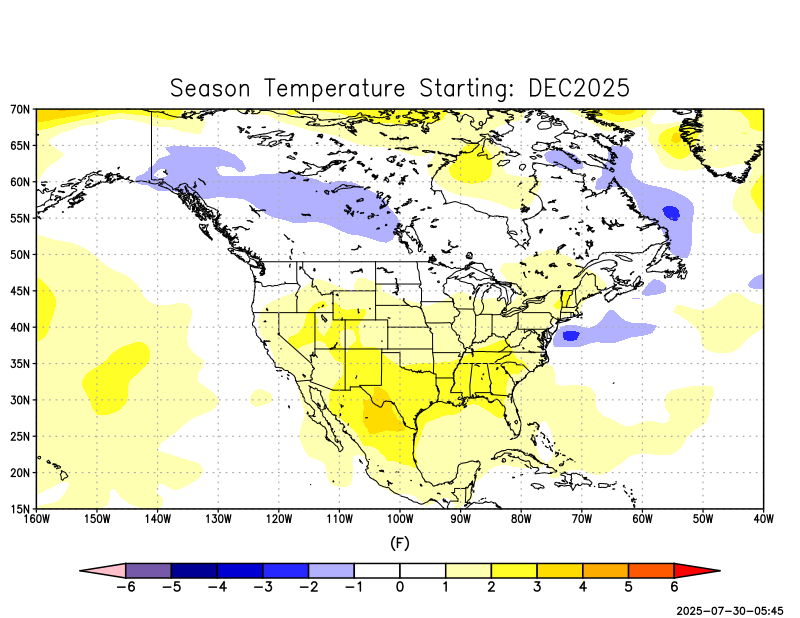 Season Temperature Starting: DEC2025
70N
65N
60N
55N
50N
45N
40N
35N
30N
25N
20N
15N
160W 150W 140W 130W 120W 110W 100W 90W 80W 70W 60W 50W 40W
(F)
−6 −5 −4 −3 −2 −1 0 1 2 3 4 5 6
2025−07−30−05:45